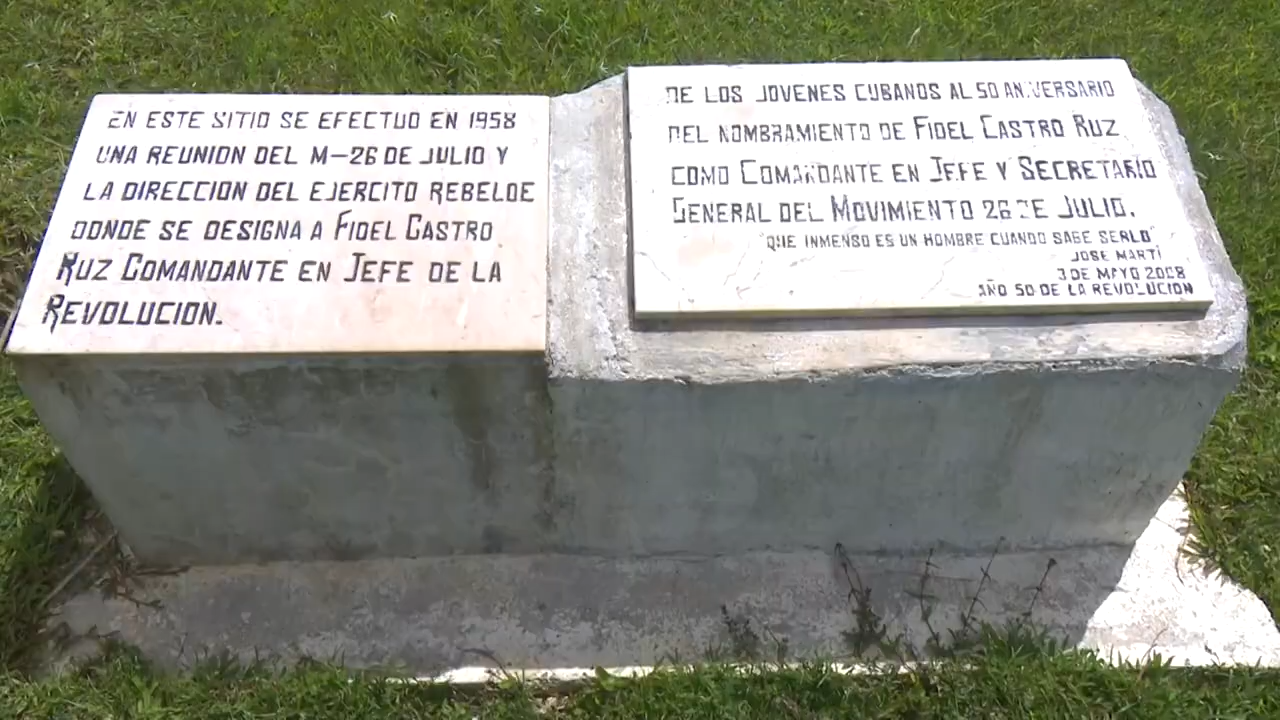 EN ESTE SITIO SE EFECTUO EN 1958
UNA REUNION DEL M-26 DE JULIO Y
LA DIRECCION DEL EJERCITO REBELDE
DONDE SE DESIGNA A FIDEL CASTRO
RUZ COMANDANTE EN JEFE DE LA
REVOLUCION.
DE LOS JOVENES CUBANOS AL 50 ANIVERSARIO
DEL NOMBRAMIENTO DE FIDEL CASTRO RUZ
COMO COMANDANTE EN JEFE Y SECRETARIO
GENERAL DEL MOVIMIENTO 26 DE JULIO.
"QUE INMENSO ES UN HOMBRE CUANDO SABE SERLO"
JOSE MARTÍ
3 DE MAYO 2008
AÑO 50 DE LA REVOLUCION